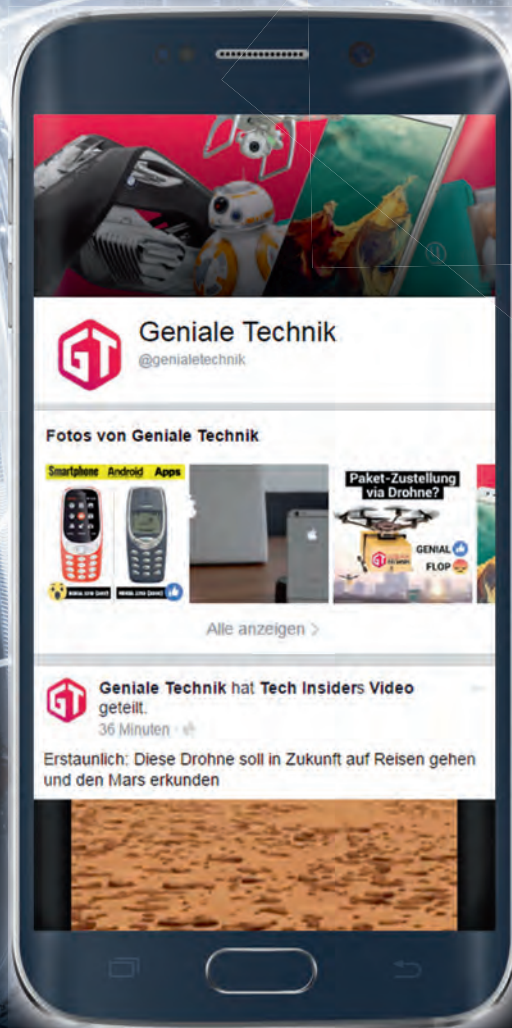 GT
Geniale Technik
@genialetechnik
Fotos von Geniale Technik
Smartphone Android Apps
Paket-Zustellung
via Drohne?
GT
GENIAL
FLOP
Alle anzeigen >
GT
Geniale Technik hat Tech Insiders Video
geteilt.
36 Minuten ·
Erstaunlich: Diese Drohne soll in Zukunft auf Reisen gehen
und den Mars erkunden